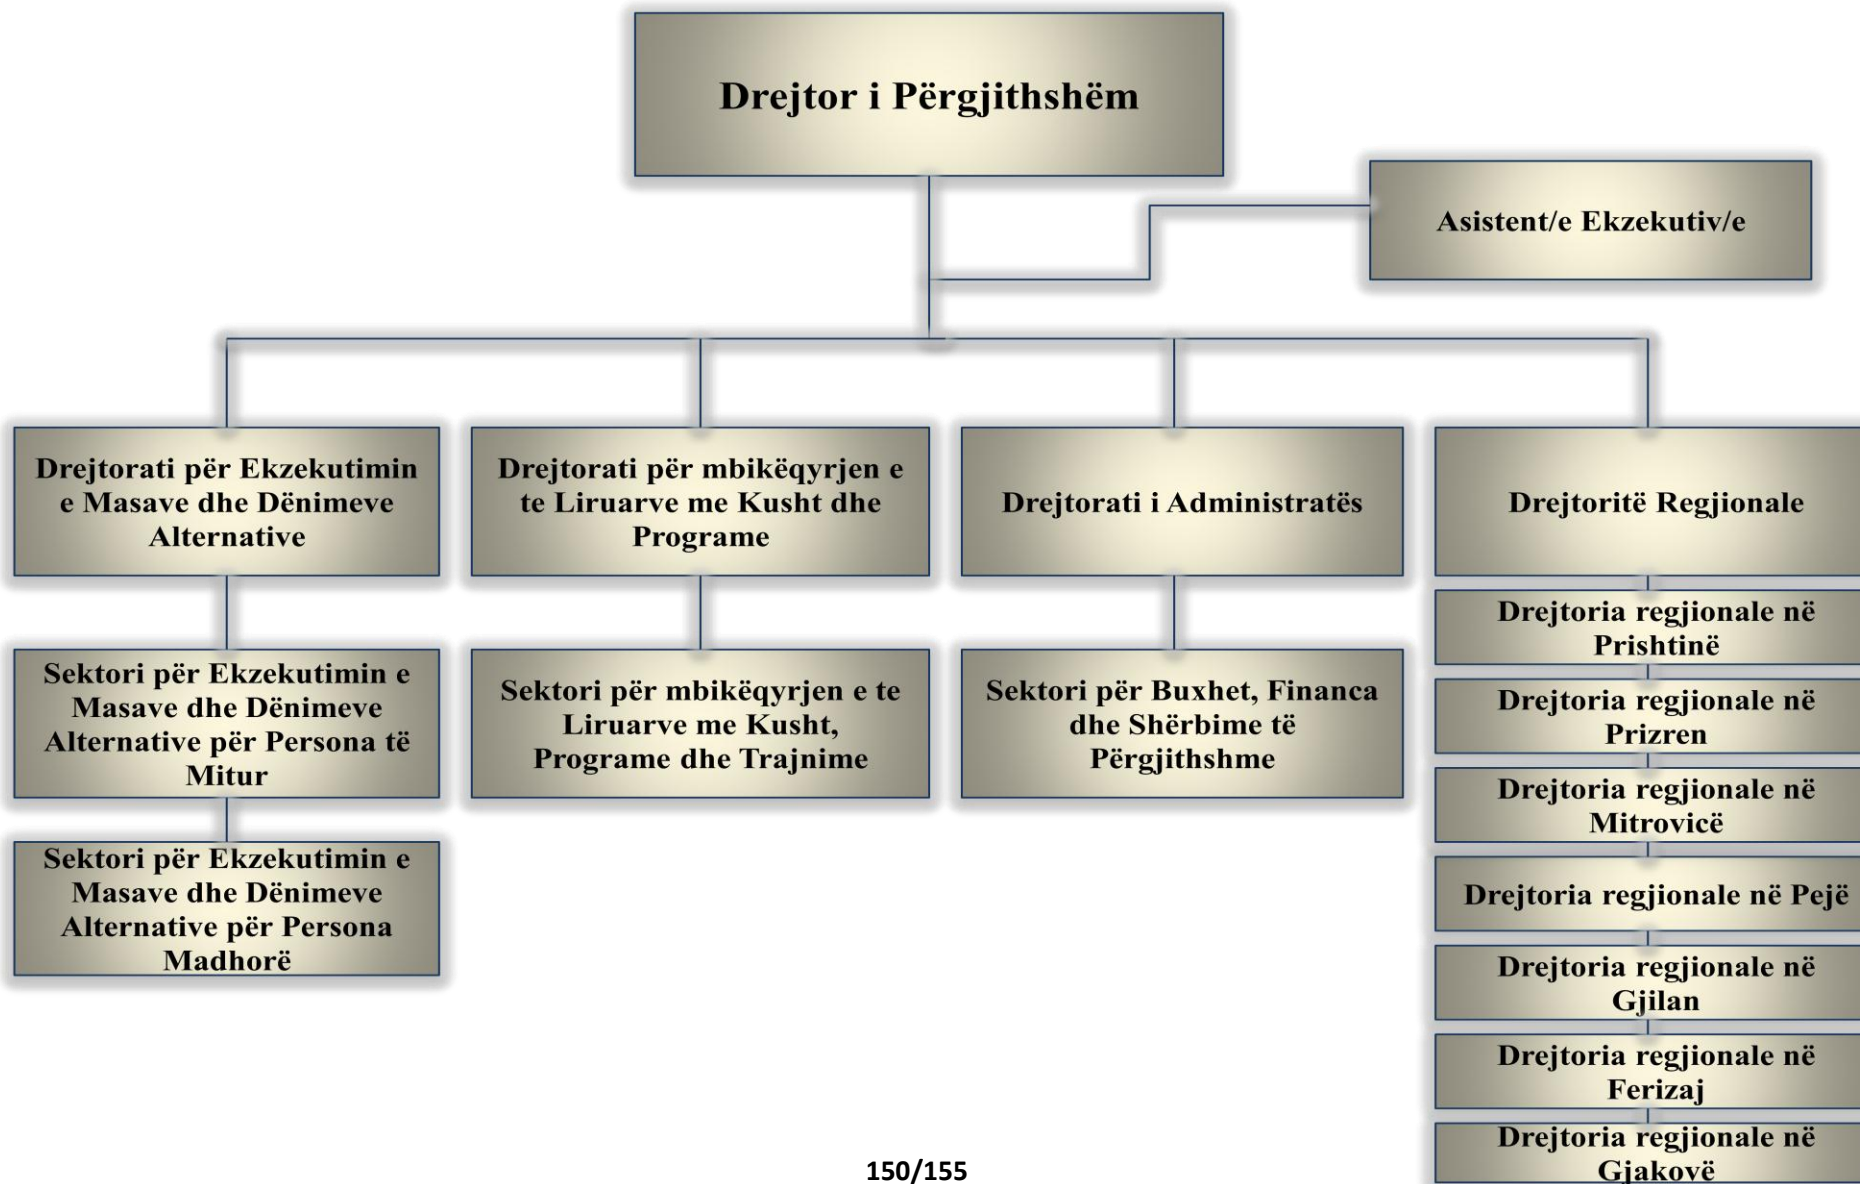 Drejtor i Përgjithshëm
Asistent/e Ekzekutiv/e
Drejtorati për Ekzekutimin
e Masave dhe Dënimeve
Alternative
Drejtorati për mbikëqyrjen e
te Liruarve me Kusht dhe
Programe
Drejtorati i Administratës
Drejtoritë Regjionale
Sektori për Ekzekutimin e
Masave dhe Dënimeve
Alternative për Persona të
Mitur
Sektori për Ekzekutimin e
Masave dhe Dënimeve
Alternative për Persona
Madhorë
Sektori për mbikëqyrjen e te
Liruarve me Kusht,
Programe dhe Trajnime
Sektori për Buxhet, Financa
dhe Shërbime të
Përgjithshme
Drejtoria regjionale në
Prishtinë
Drejtoria regjionale në
Prizren
Drejtoria regjionale në
Mitrovicë
Drejtoria regjionale në Pejë
Drejtoria regjionale në
Gjilan
Drejtoria regjionale në
Ferizaj
Drejtoria regjionale në
Gjakovë
150/155